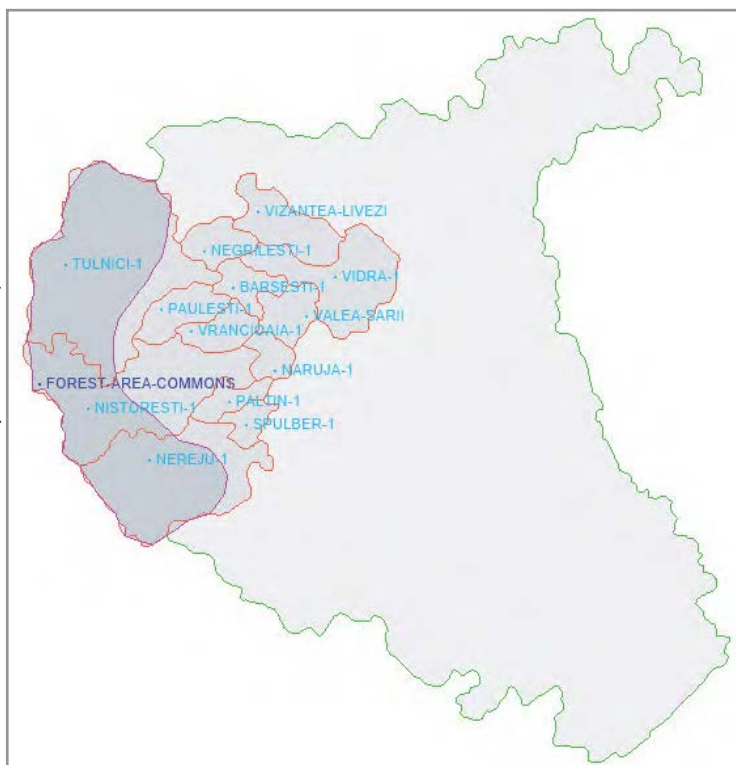 VIZANTEA-LIVEZI
NEGRILESTI-1
TULNICI-1
VIDRA-1
BARSESTI-1
PAULESTI-1
VALEA-SARII
VRANCIOAIA-1
NARUJA-1
FOREST-AREA-COMMONS
PALTIN-1
NISTORESTI-1
SPULBER-1
NEREJU-1